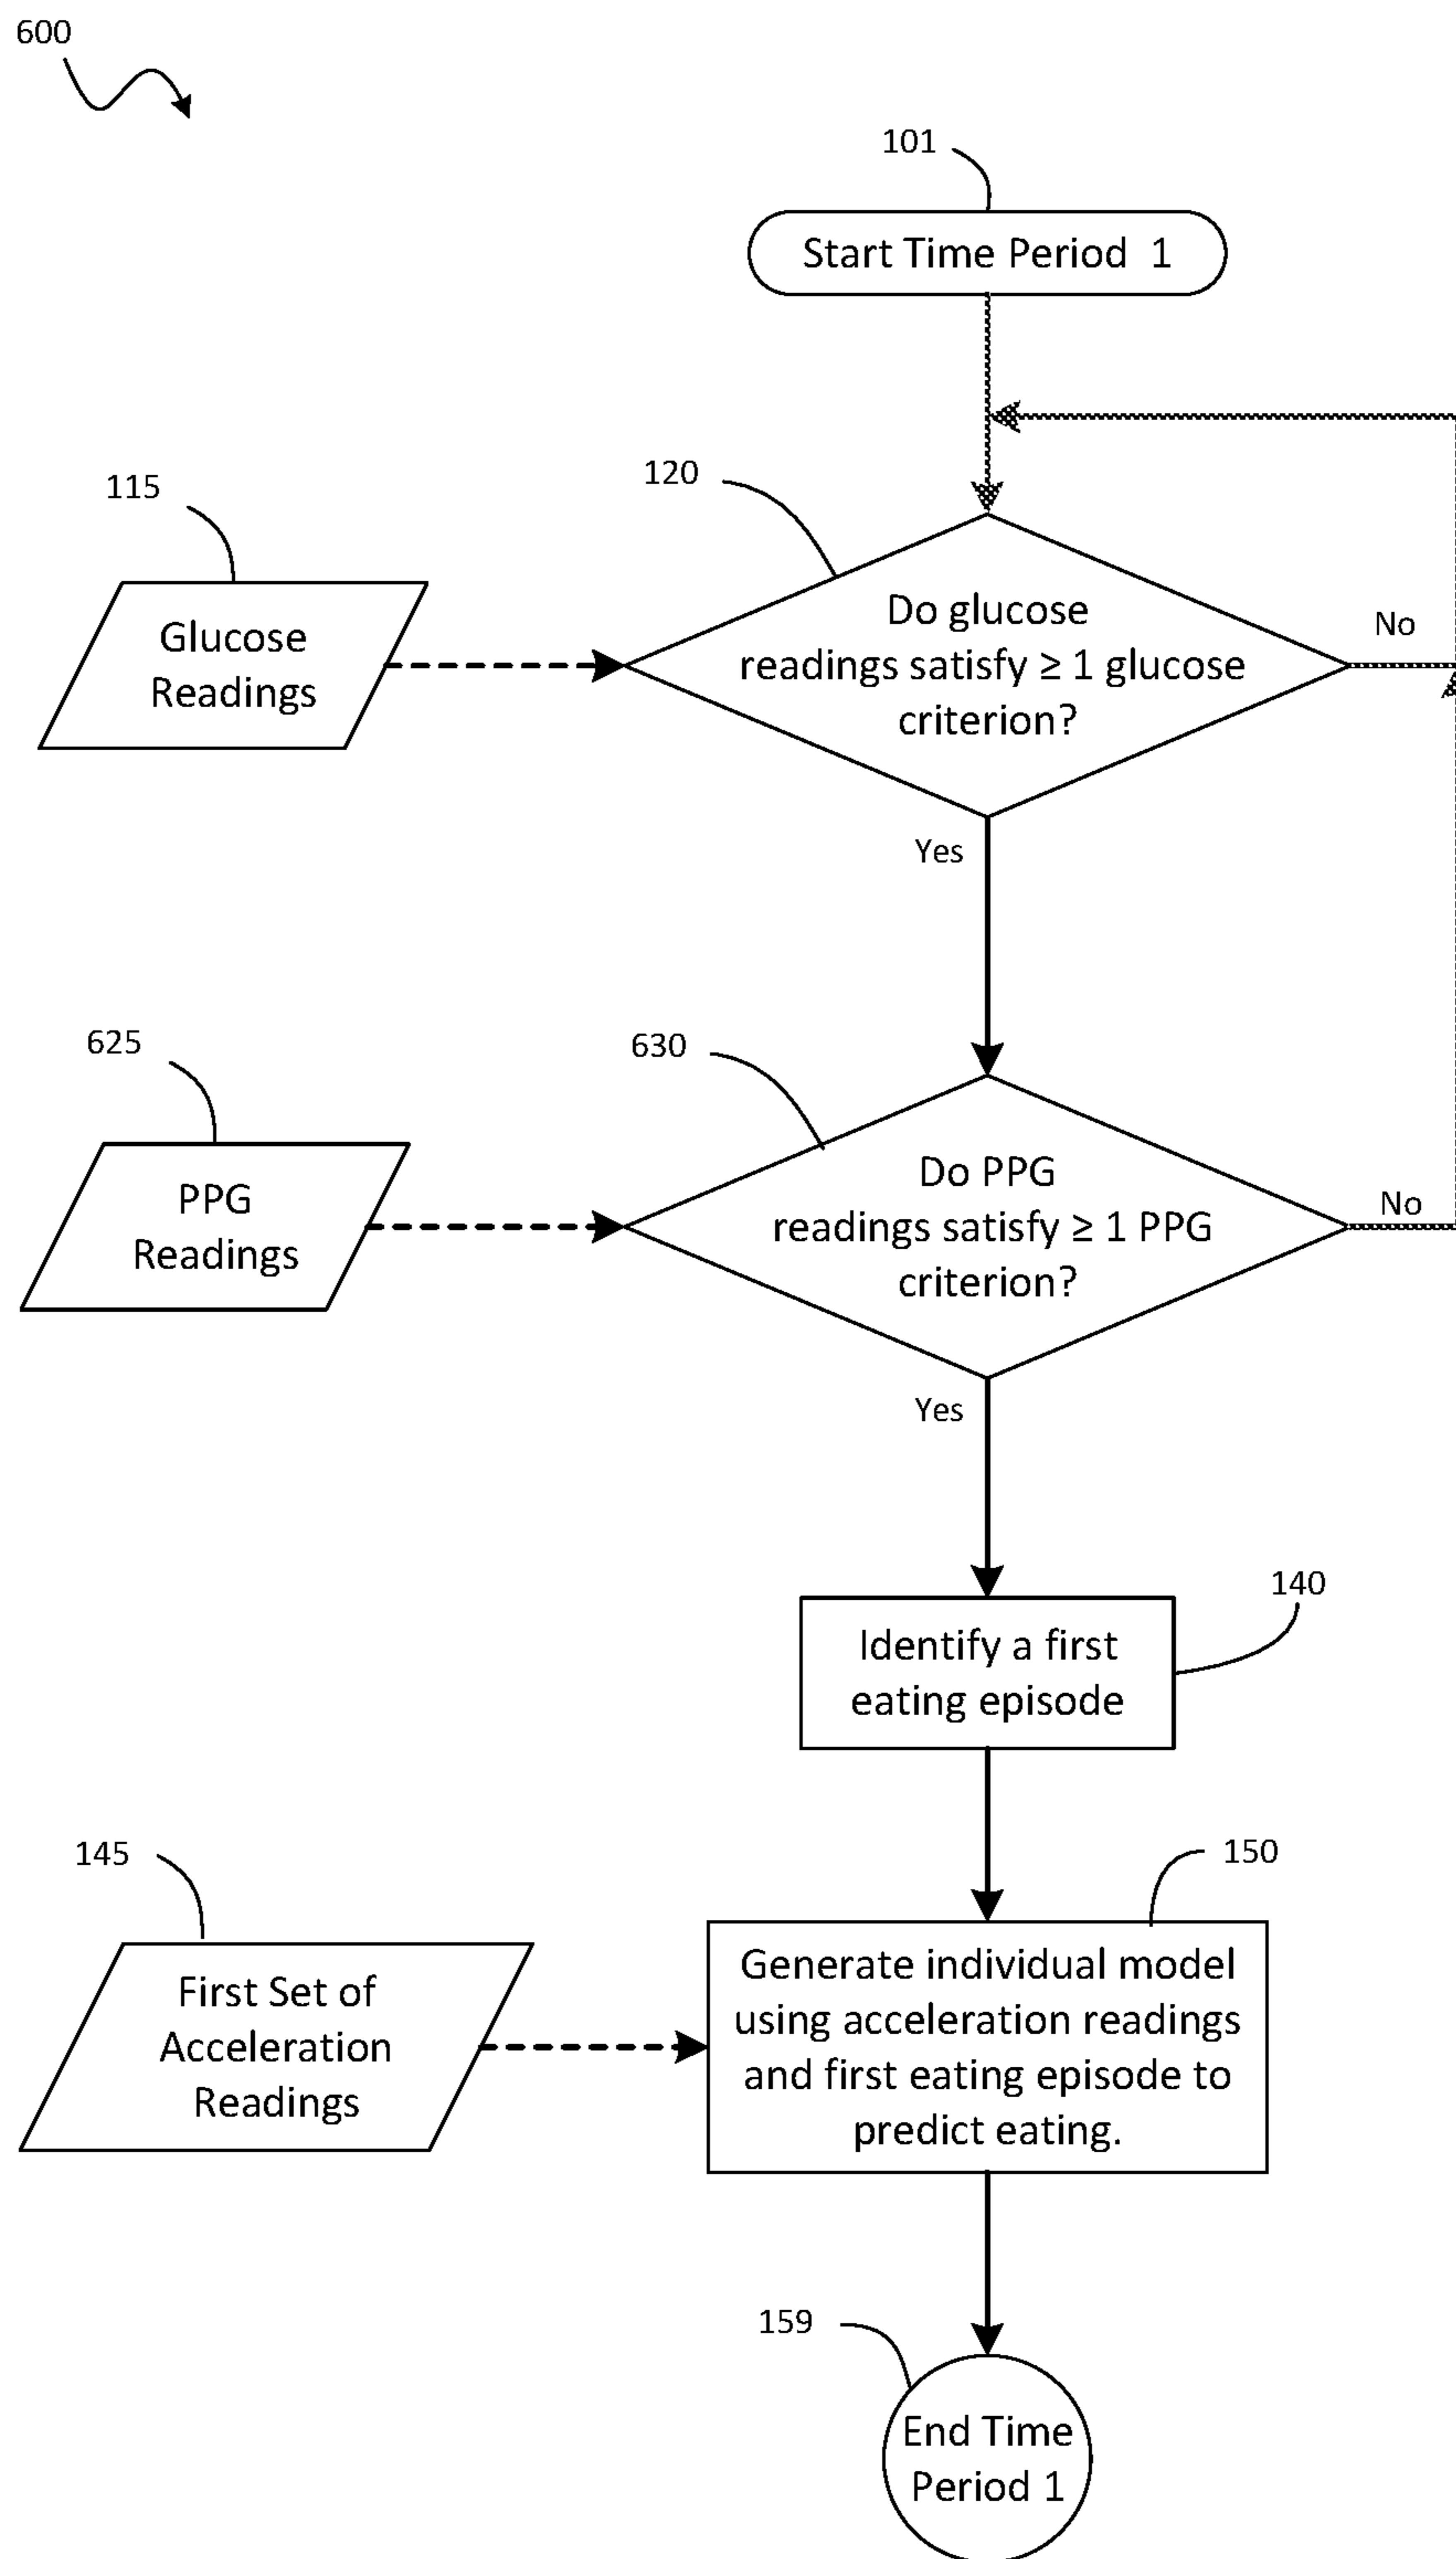 600
101
Start Time Period 1
115
120
Glucose
Readings
Do glucose
readings satisfy ≥ 1 glucose
criterion?
No
Yes
625
630
PPG
Readings
Do PPG
readings satisfy ≥ 1 PPG
criterion?
No
Yes
140
Identify a first
eating episode
145
150
First Set of
Acceleration
Readings
Generate individual model
using acceleration readings
and first eating episode to
predict eating.
159
End Time
Period 1